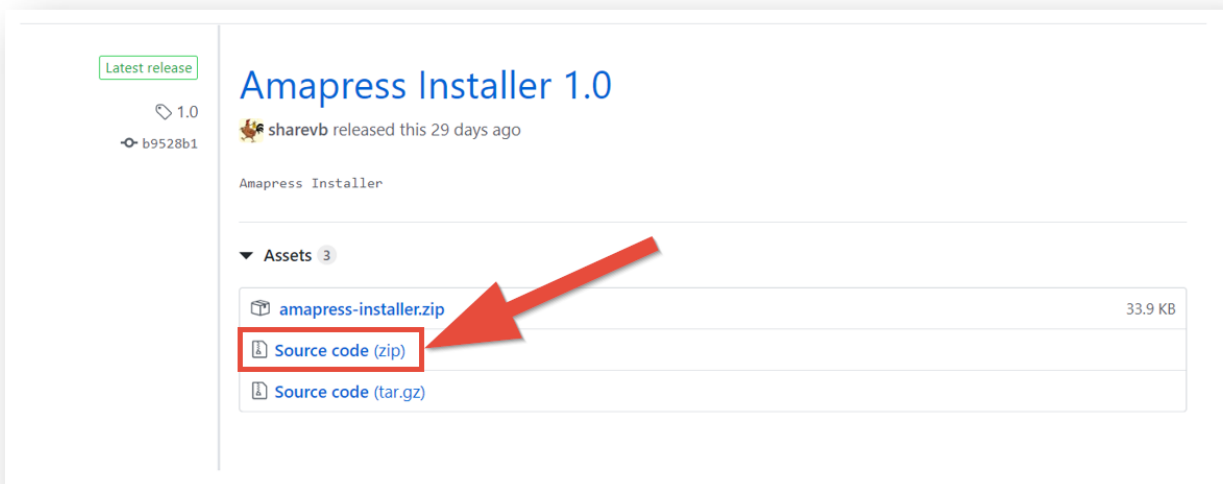 Latest release
1.0
b9528b1
Amapress Installer 1.0
sharevb released this 29 days ago
Amapress Installer
Assets 3
amapress-installer.zip 33.9 KB
Source code (zip)
Source code (tar.gz)